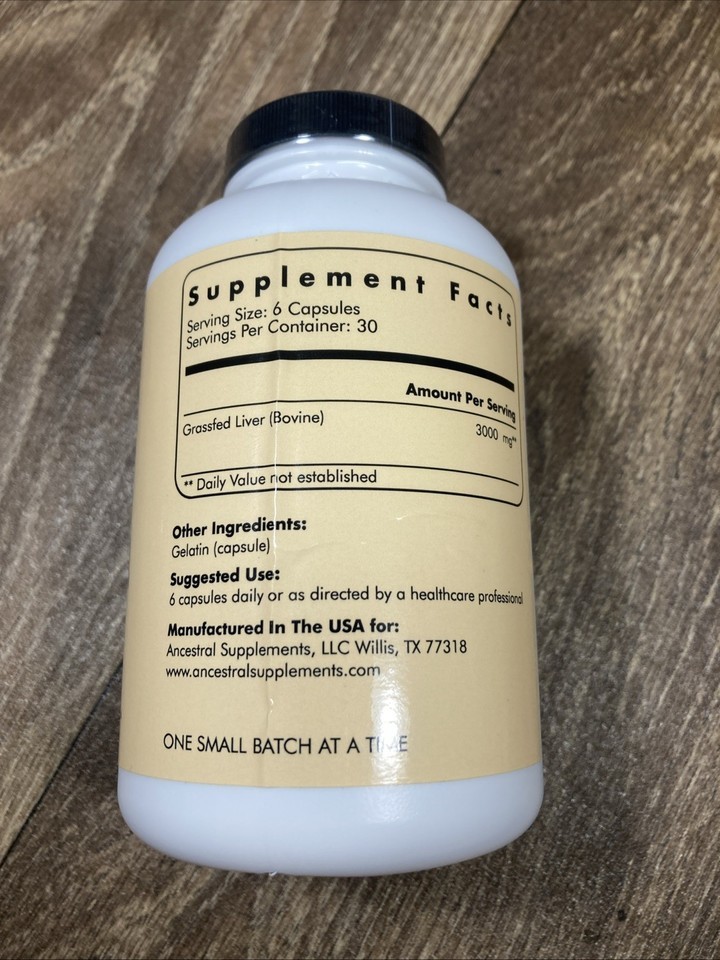 Supplement Facts
Serving Size: 6 Capsules
Servings Per Container: 30
Amount Per Serving
Grassfed Liver (Bovine) 3000 mg**
** Daily Value not established
Other Ingredients:
Gelatin (capsule)
Suggested Use:
6 capsules daily or as directed by a healthcare professional
Manufactured In The USA for:
Ancestral Supplements, LLC Willis, TX 77318
www.ancestralsupplements.com
ONE SMALL BATCH AT A TIME